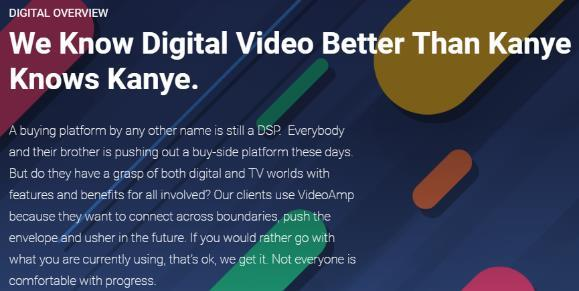 DIGITAL OVERVIEW
We Know Digital Video Better Than Kanye
Knows Kanye.
A buying platform by any other name is still a DSP.  Everybody
and their brother is pushing out a buy-side platform these days.
But do they have a grasp of both digital and TV worlds with
features and benefits for all involved? Our clients use VideoAmp
because they want to connect across boundaries, push the
envelope and usher in the future. If you would rather go with
what you are currently using, that's ok, we get it. Not everyone is
comfortable with progress.